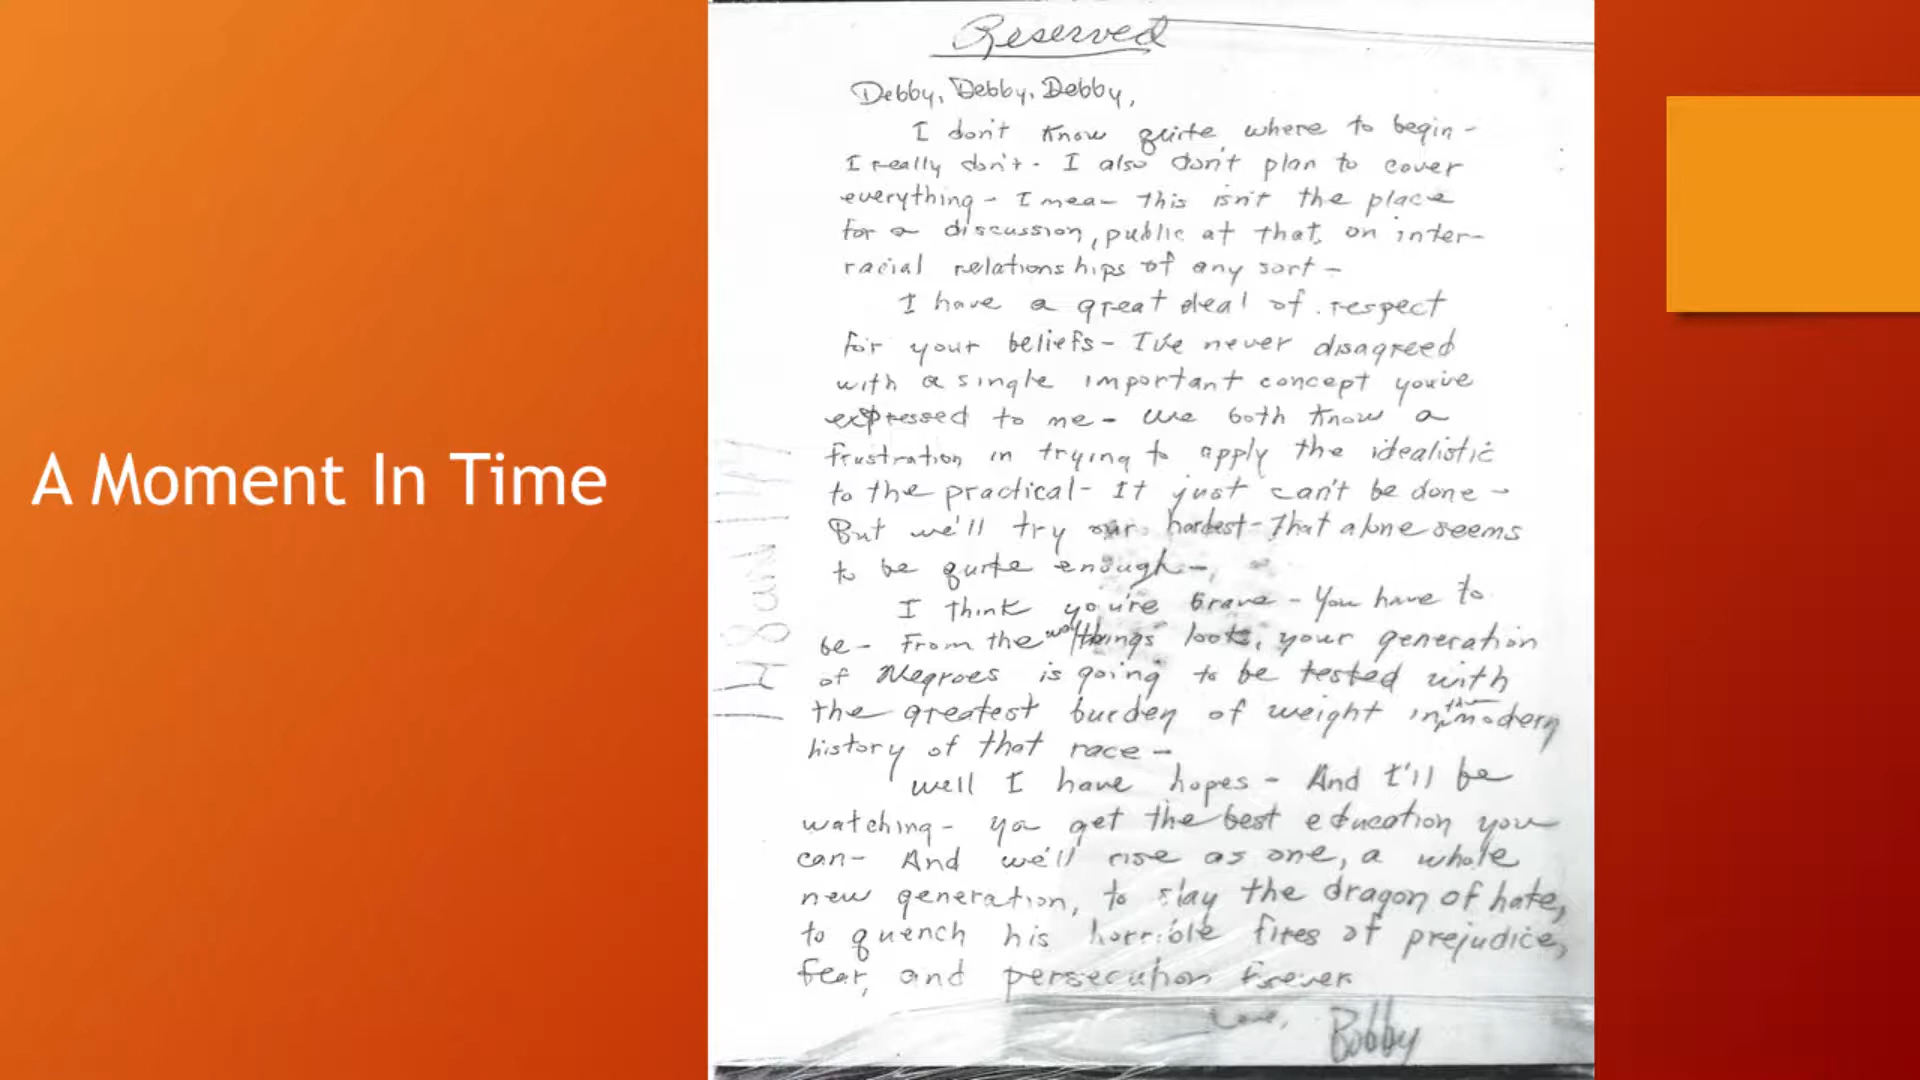 A Moment In Time
Reserved
Debby, Debby, Debby,
I don't know quite where to begin -
I really don't - I also don't plan to cover
everything - I mean this isn't the place
for a discussion, public at that, on inter-
racial relationships of any sort -
I have a great deal of respect
for your beliefs - I've never disagreed
with a single important concept you've
expressed to me - we both know a
frustration in trying to apply the idealistic
to the practical - It just can't be done -
But we'll try our hardest - That alone seems
to be quite enough -
I think you're brave - You have to
be - From the way things look, your generation
of Negroes is going to be tested with
the greatest burden of weight in the modern
history of that race -
Well I have hopes - And I'll be
watching - you get the best education you
can - And we'll rise as one, a whole
new generation, to slay the dragon of hate,
to quench his horrible fires of prejudice,
fear, and persecution forever
Love, Bobby